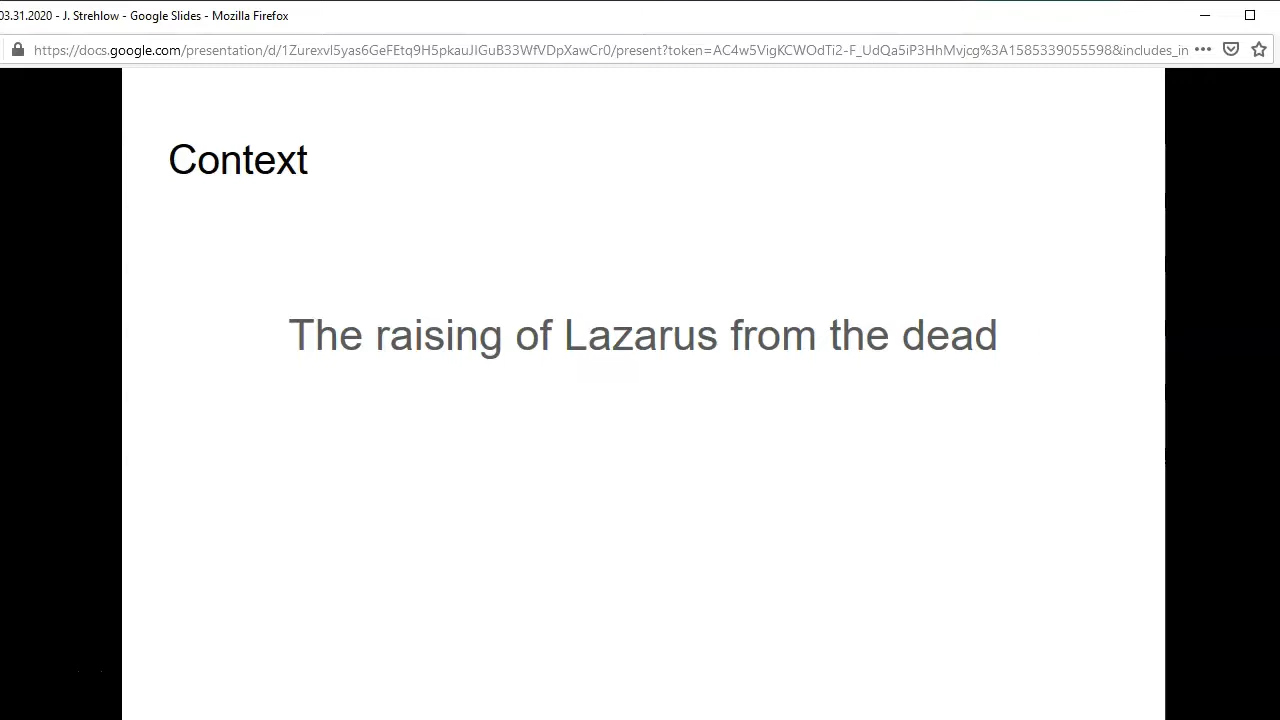 03.31.2020 - J. Strehlow - Google Slides - Mozilla Firefox
https://docs.google.com/presentation/d/1Zurexvl5yas6GeFEtq9H5pkauJIGuB33WfVDpXawCr0/present?token=AC4w5VigKCWOdTi2-F_UdQa5iP3HhMvjcg%3A1585339055598&includes_in
Context
The raising of Lazarus from the dead